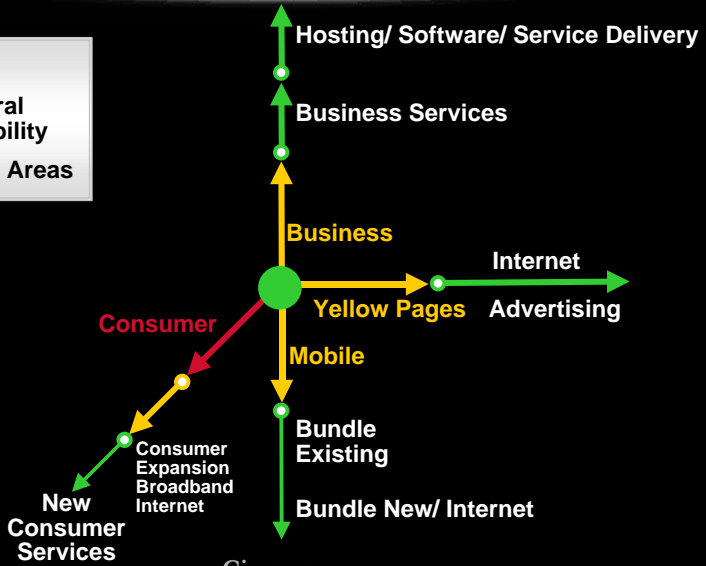 Hosting/ Software/ Service Delivery
Business Services
Areas
Business
Internet
Yellow Pages
Advertising
Consumer
Mobile
Bundle
Existing
Consumer
Expansion
Broadband
Internet
Bundle New/ Internet
New
Consumer
Services